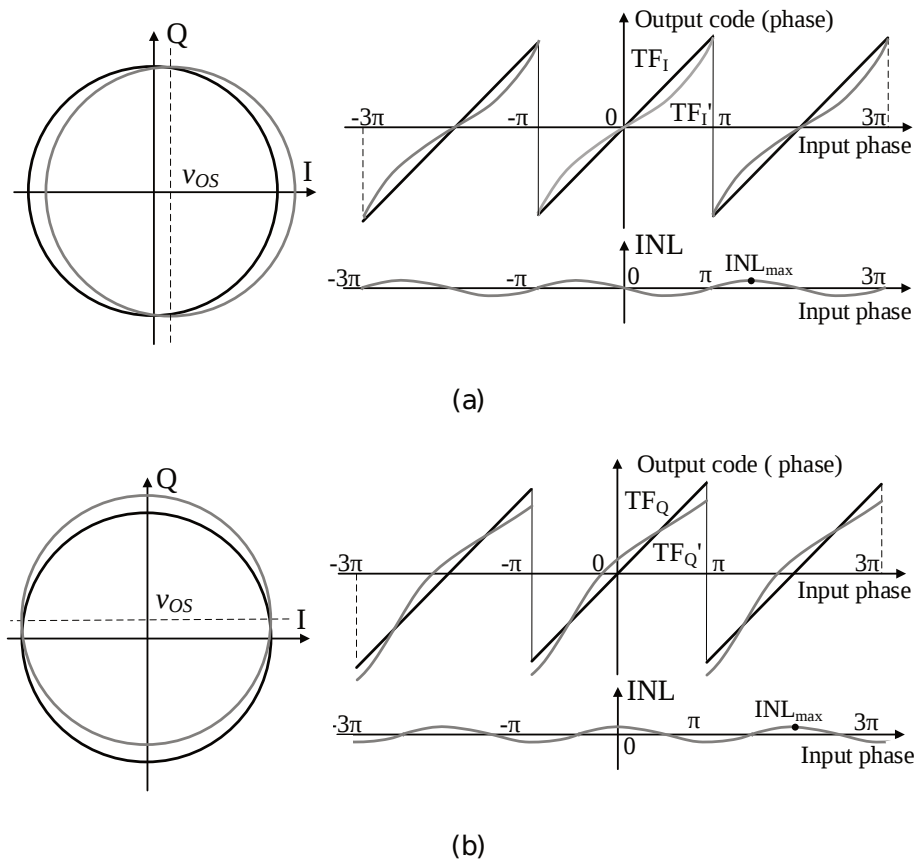 Q
v_OS
I
Output code (phase)
TF_I
TF_I'
-3π
-π
0
π
3π
Input phase
INL
INL_max
-3π
-π
0
π
3π
Input phase
(a)
Q
v_OS
I
Output code ( phase)
TF_Q
TF_Q'
-3π
-π
0
π
3π
Input phase
INL
INL_max
-3π
-π
0
π
3π
Input phase
(b)